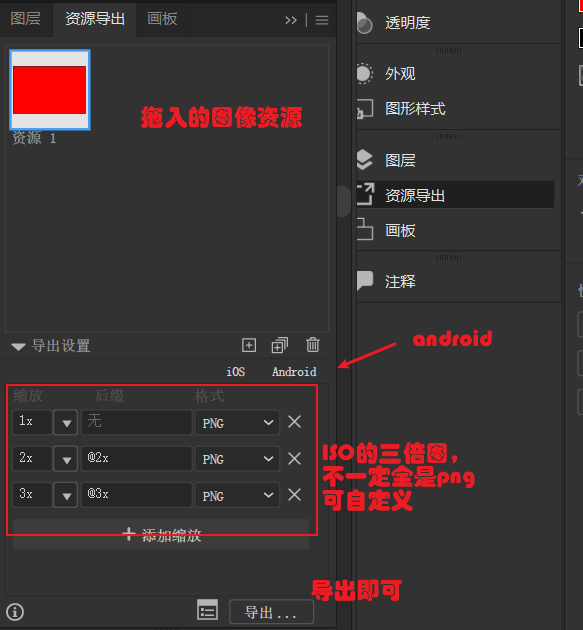 图层 资源导出 画板
拖入的图像资源
资源 1
导出设置
iOS Android
缩放 后缀 格式
1x 无 PNG
2x @2x PNG
3x @3x PNG
添加缩放
导出...
android
ISO的三倍图，
不一定全是png
可自定义
导出即可
透明度
外观
图形样式
图层
资源导出
画板
注释